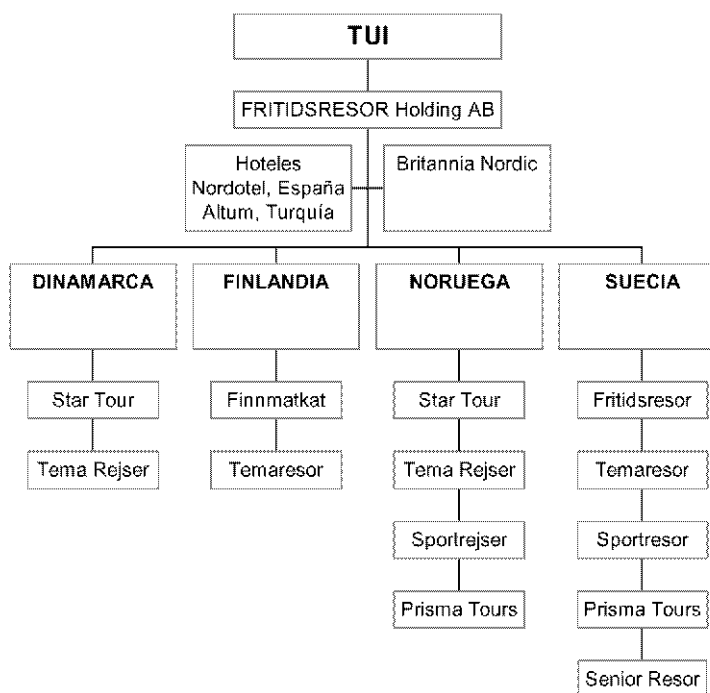 TUI
FRITIDSRESOR Holding AB
Hoteles
Nordotel, España
Altum, Turquía
Britannia Nordic
DINAMARCA
FINLANDIA
NORUEGA
SUECIA
Star Tour
Finnmatkat
Star Tour
Fritidsresor
Tema Rejser
Temaresor
Tema Rejser
Temaresor
Sportrejser
Sportresor
Prisma Tours
Prisma Tours
Senior Resor